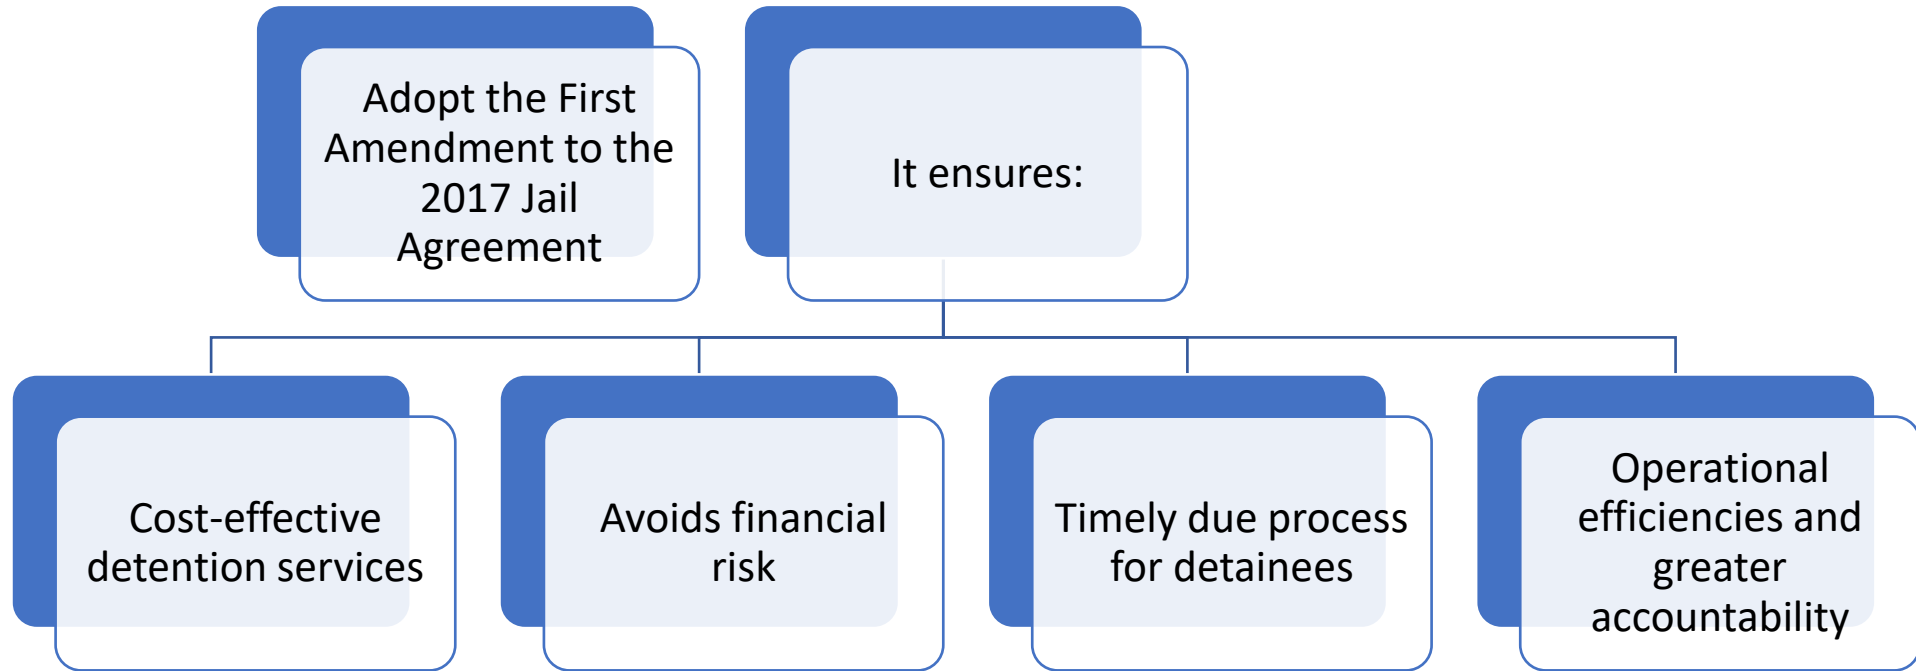 Adopt the First
Amendment to the
2017 Jail
Agreement
It ensures:
Cost-effective
detention services
Avoids financial
risk
Timely due process
for detainees
Operational
efficiencies and
greater
accountability